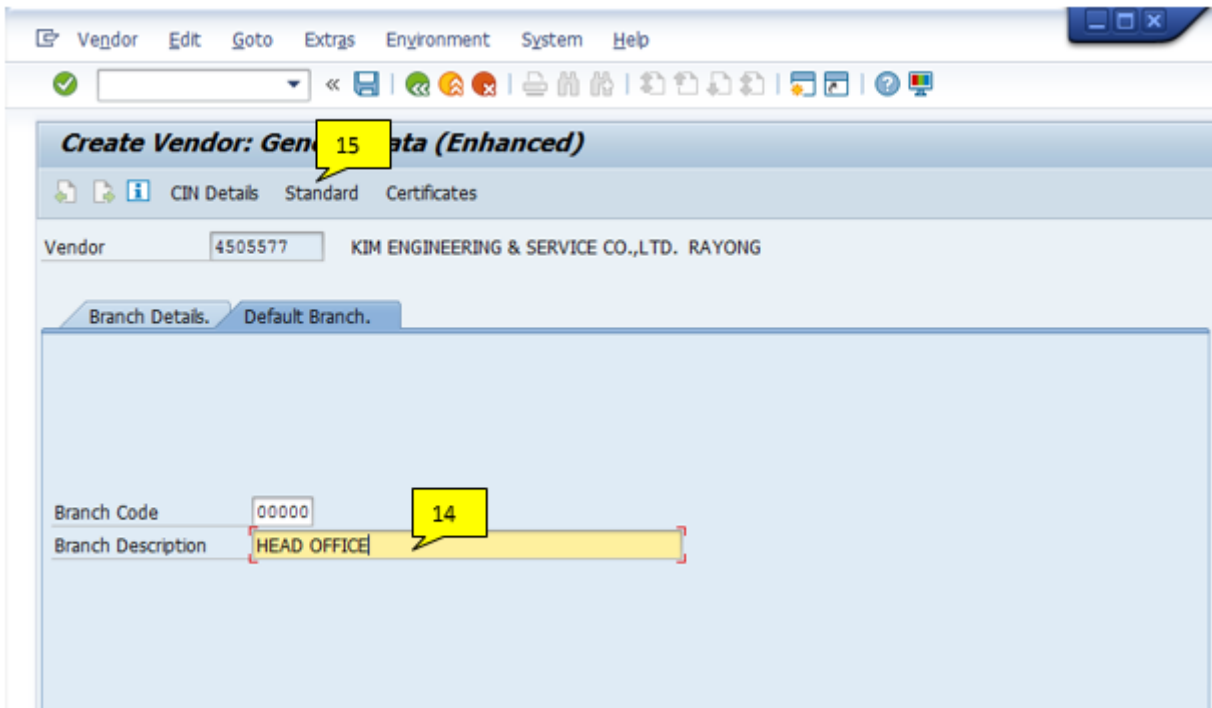 Vendor Edit Goto Extras Environment System Help
Create Vendor: Gen ata (Enhanced)
15
CIN Details Standard Certificates
Vendor 4505577 KIM ENGINEERING & SERVICE CO.,LTD. RAYONG
Branch Details. Default Branch.
Branch Code 00000
14
Branch Description HEAD OFFICE